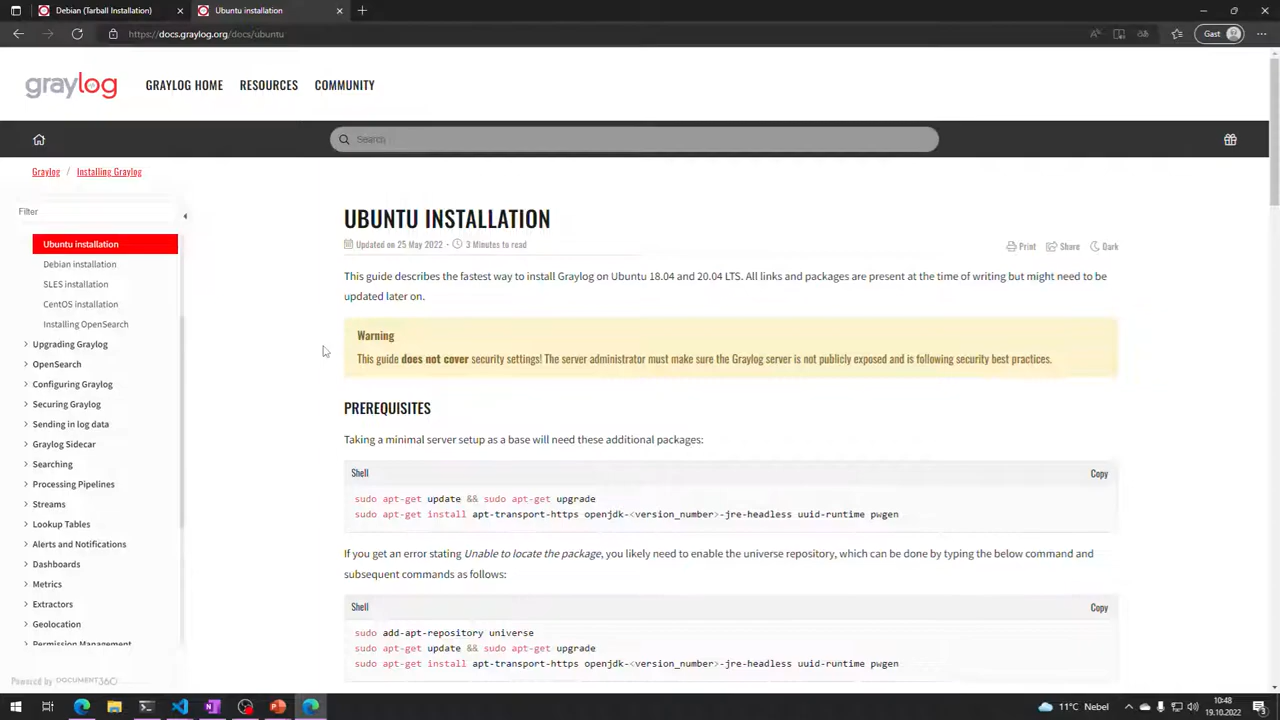 Debian (Tarball Installation)
Ubuntu installation
https://docs.graylog.org/docs/ubuntu
Gast
graylog
GRAYLOG HOME
RESOURCES
COMMUNITY
Search
Graylog / Installing Graylog
Filter
Ubuntu installation
Debian installation
SLES installation
CentOS installation
Installing OpenSearch
Upgrading Graylog
OpenSearch
Configuring Graylog
Securing Graylog
Sending in log data
Graylog Sidecar
Searching
Processing Pipelines
Streams
Lookup Tables
Alerts and Notifications
Dashboards
Metrics
Extractors
Geolocation
Permission Management
Powered by DOCUMENT360
UBUNTU INSTALLATION
Updated on 25 May 2022 • 3 Minutes to read
Print
Share
Dark
This guide describes the fastest way to install Graylog on Ubuntu 18.04 and 20.04 LTS. All links and packages are present at the time of writing but might need to be
updated later on.
Warning
This guide does not cover security settings! The server administrator must make sure the Graylog server is not publicly exposed and is following security best practices.
PREREQUISITES
Taking a minimal server setup as a base will need these additional packages:
Shell
Copy
sudo apt-get update && sudo apt-get upgrade
sudo apt-get install apt-transport-https openjdk-<version_number>-jre-headless uuid-runtime pwgen
If you get an error stating Unable to locate the package, you likely need to enable the universe repository, which can be done by typing the below command and
subsequent commands as follows:
Shell
Copy
sudo add-apt-repository universe
sudo apt-get update && sudo apt-get upgrade
sudo apt-get install apt-transport-https openjdk-<version_number>-jre-headless uuid-runtime pwgen
11°C Nebel
10:48
19.10.2022